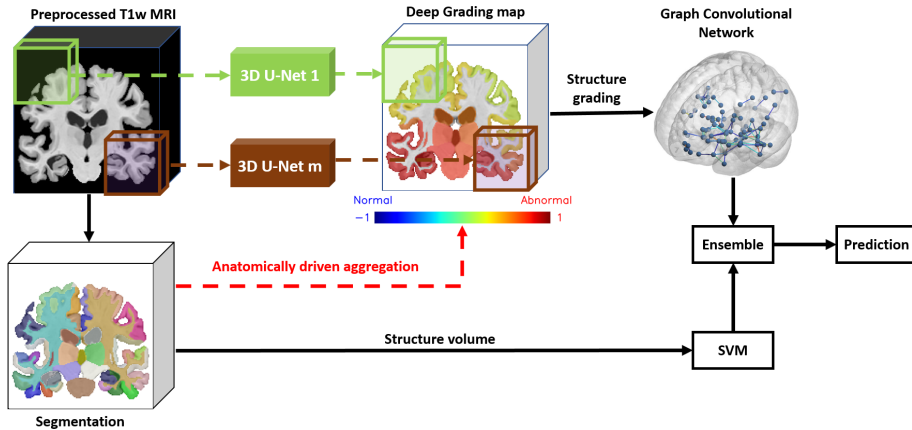 Preprocessed T1w MRI
Deep Grading map
Graph Convolutional
Network
3D U-Net 1
Structure
grading
3D U-Net m
Normal
Abnormal
−1
1
Ensemble
Prediction
Anatomically driven aggregation
Structure volume
SVM
Segmentation